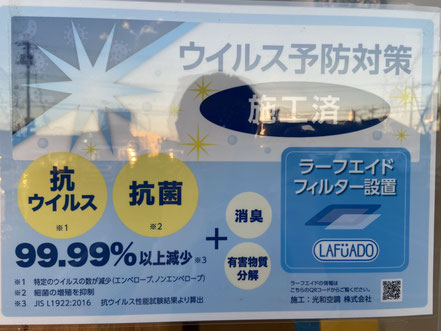 ウイルス予防対策
施工済
抗
ウイルス
※1
抗菌
※2
99.99%以上減少※3
+
消臭
有害物質
分解
ラーフエイド
フィルター設置
LAFUADO
※1 特定のウイルスの数が減少(エンベロープ、ノンエンベロープ)
※2 細菌の増殖を抑制
※3 JIS L1922:2016 抗ウイルス性能試験結果より算出
ラーフエイドの情報は
こちらのQRコードからご覧ください。
施工:光和空調 株式会社